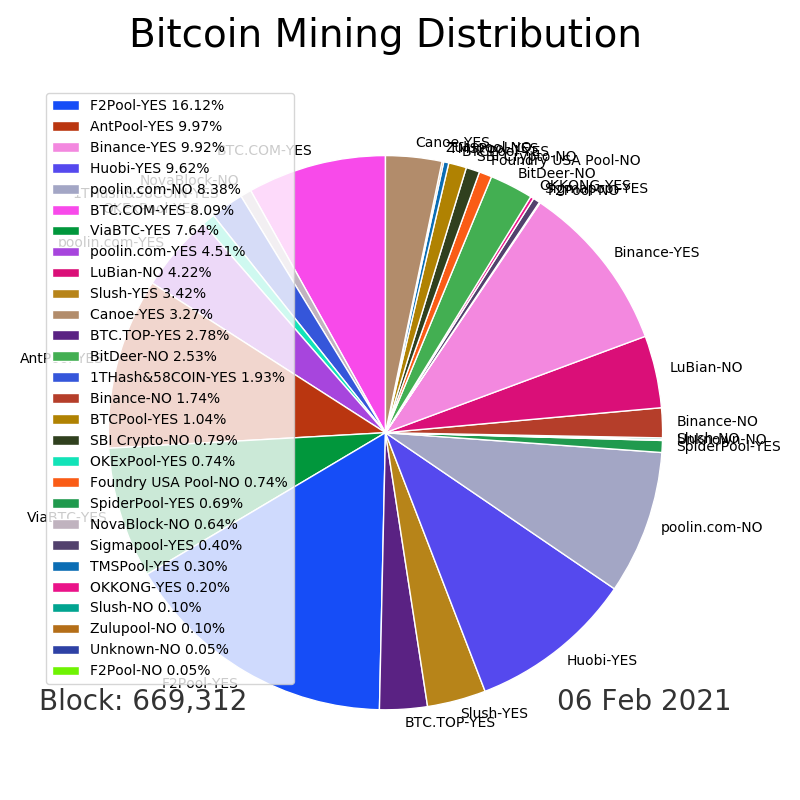 Bitcoin Mining Distribution
F2Pool-YES 16.12%
AntPool-YES 9.97%
Binance-YES 9.92%
Huobi-YES 9.62%
poolin.com-NO 8.38%
BTC.COM-YES 8.09%
ViaBTC-YES 7.64%
poolin.com-YES 4.51%
LuBian-NO 4.22%
Slush-YES 3.42%
Canoe-YES 3.27%
BTC.TOP-YES 2.78%
BitDeer-NO 2.53%
1THash&58COIN-YES 1.93%
Binance-NO 1.74%
BTCPool-YES 1.04%
SBI Crypto-NO 0.79%
OKExPool-YES 0.74%
Foundry USA Pool-NO 0.74%
SpiderPool-YES 0.69%
NovaBlock-NO 0.64%
Sigmapool-YES 0.40%
TMSPool-YES 0.30%
OKKONG-YES 0.20%
Slush-NO 0.10%
Zulupool-NO 0.10%
Unknown-NO 0.05%
F2Pool-NO 0.05%
BTC.COM-YES
NovaBlock-NO
1THash&58COIN-YES
poolin.com-YES
ViaBTC-YES
F2Pool-YES
Canoe-YES
Foundry USA Pool-NO
BitDeer-NO
OKKONG-YES
Binance-YES
LuBian-NO
Binance-NO
SpiderPool-YES
poolin.com-NO
Huobi-YES
Slush-YES
BTC.TOP-YES
Block: 669,312
06 Feb 2021